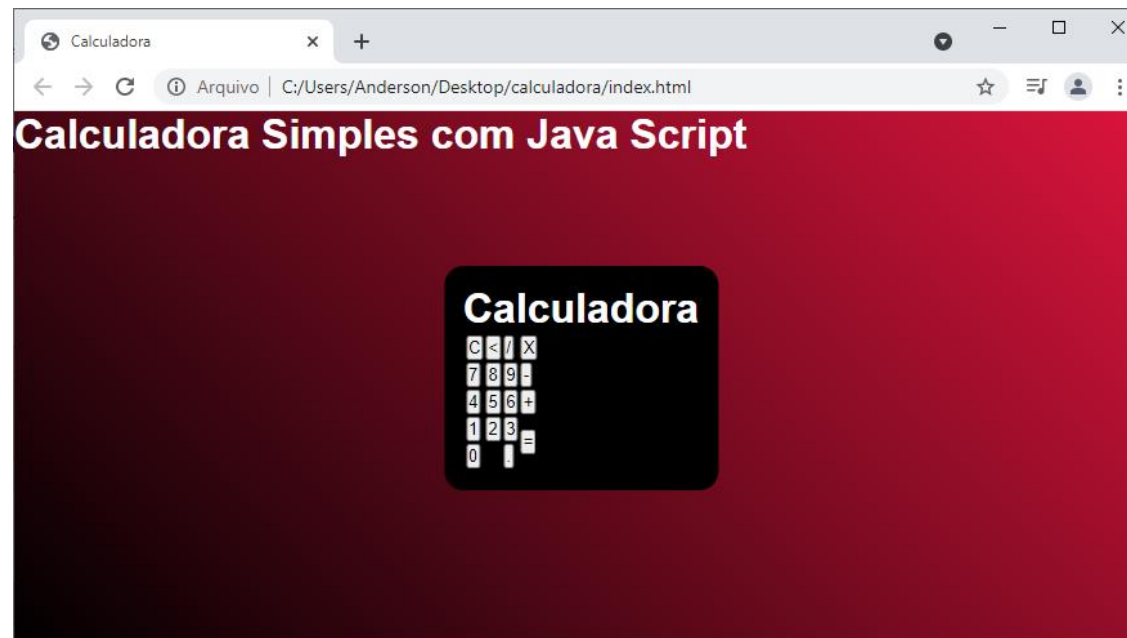 Calculadora
Arquivo | C:/Users/Anderson/Desktop/calculadora/index.html
Calculadora Simples com Java Script
Calculadora
C < / X
7 8 9 -
4 5 6 +
1 2 3
=
0 .